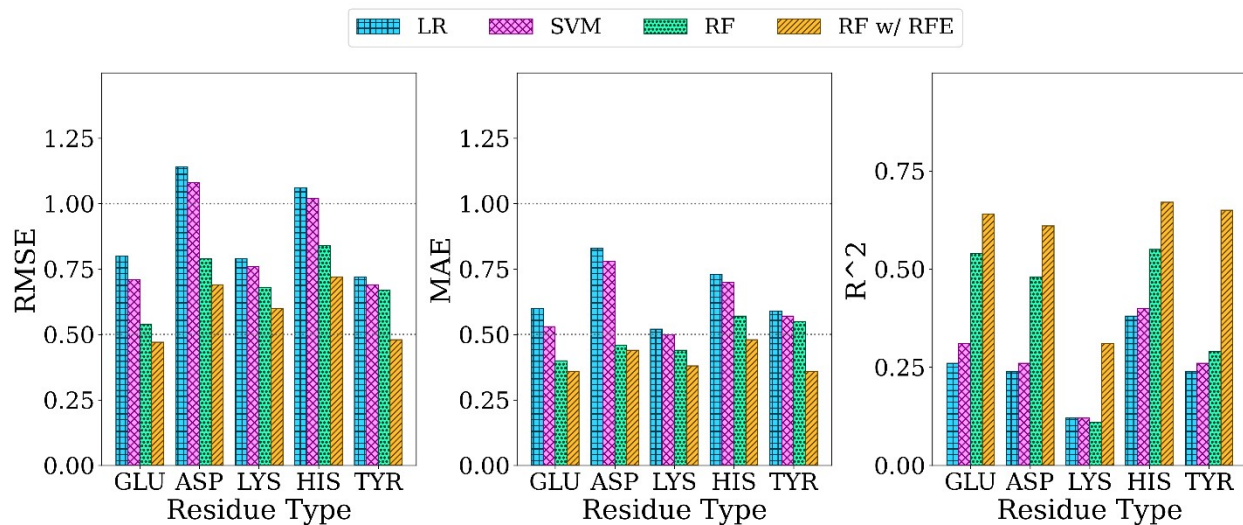 LR SVM RF RF w/ RFE
RMSE
1.25
1.00
0.75
0.50
0.25
0.00
GLU ASP LYS HIS TYR
Residue Type
MAE
1.25
1.00
0.75
0.50
0.25
0.00
GLU ASP LYS HIS TYR
Residue Type
R^2
0.75
0.50
0.25
0.00
GLU ASP LYS HIS TYR
Residue Type